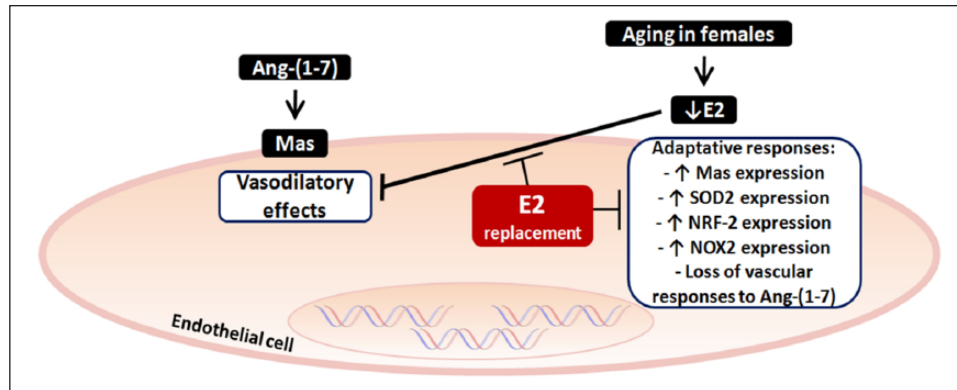 Aging in females
Ang-(1-7)
↓E2
Mas
Vasodilatory
effects
E2
replacement
Adaptative responses:
- ↑ Mas expression
- ↑ SOD2 expression
- ↑ NRF-2 expression
- ↑ NOX2 expression
- Loss of vascular
responses to Ang-(1-7)
Endothelial cell